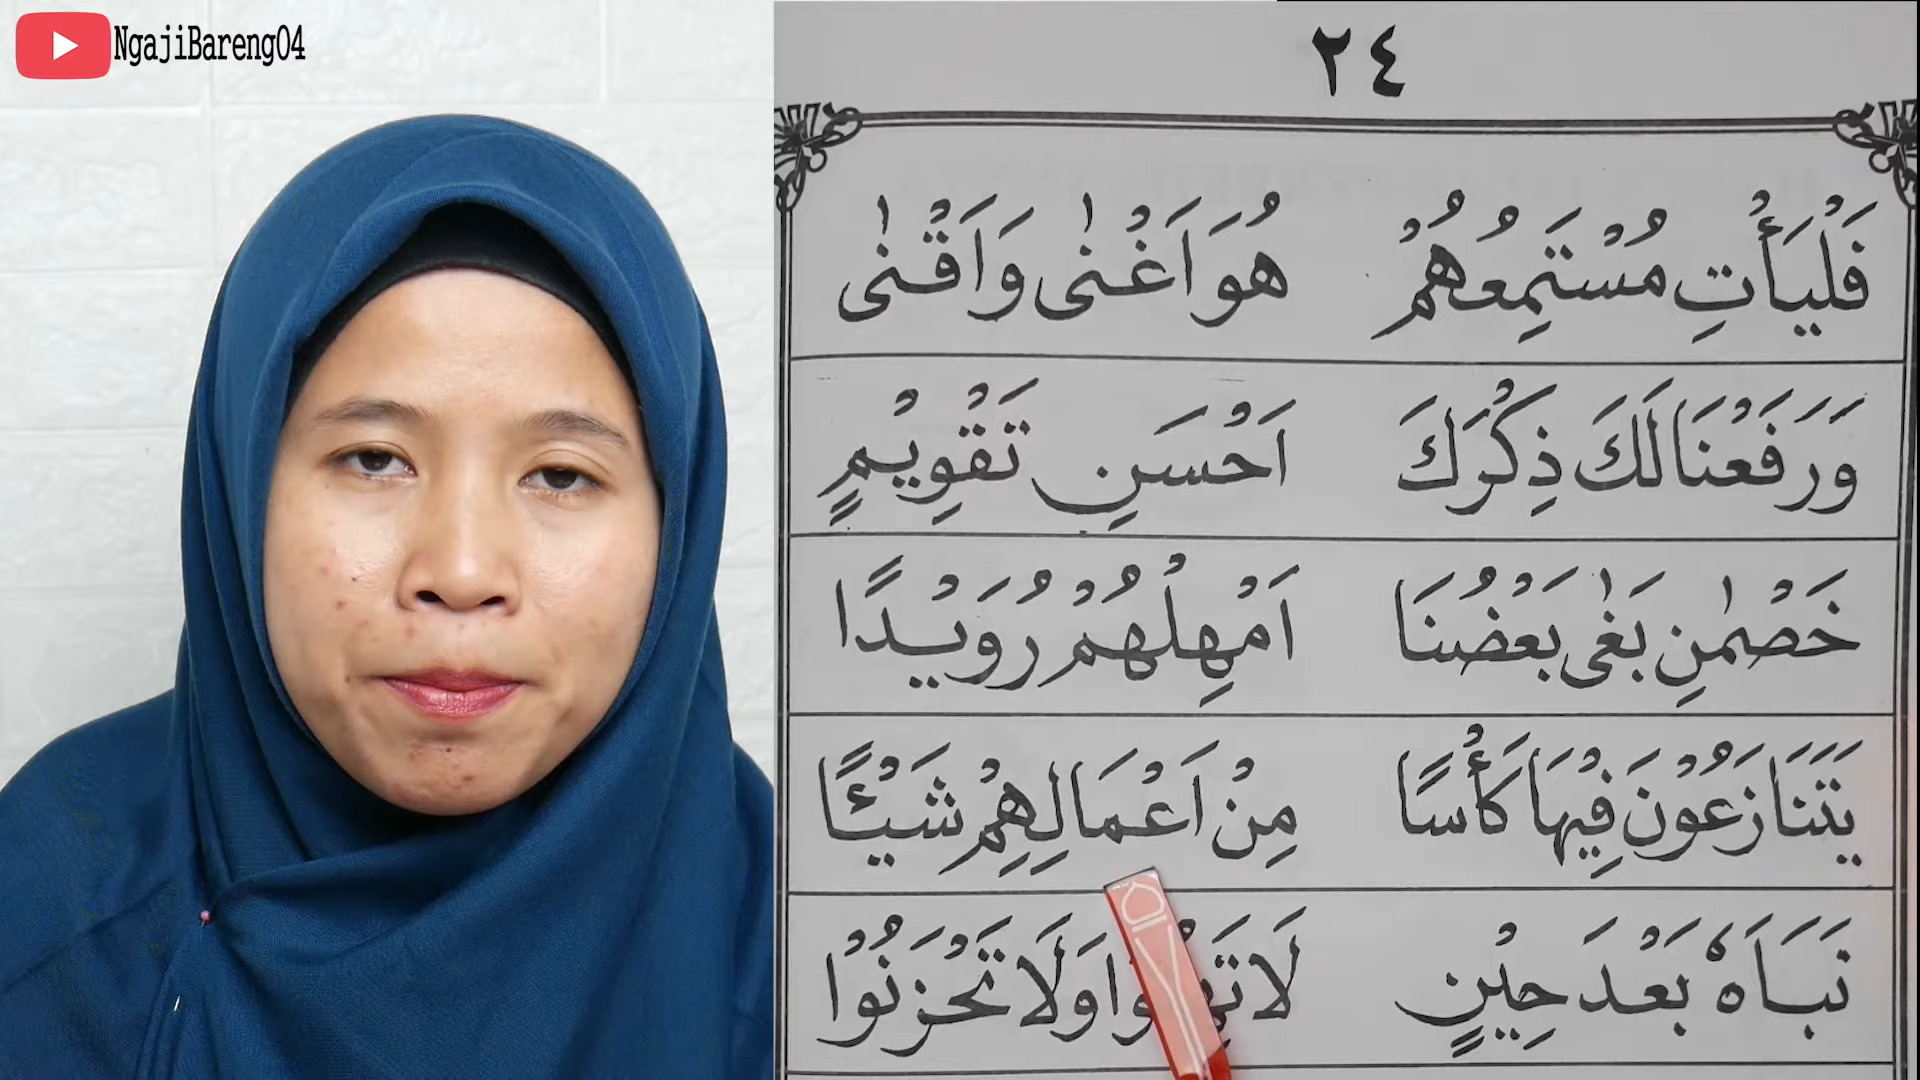 NgajiBareng04
٢٤
فَلْيَأْتِ مُسْتَمِعُهُمْ هُوَ اَغْنٰى وَاَقْنٰى
وَرَفَعْنَا لَكَ ذِكْرَكَ اَحْسَنِ تَقْوِيْمٍ
خَصْمٰنِ بَغٰى بَعْضُنَا اَمْهِلْهُمْ رُوَيْدًا
يَتَنَازَعُوْنَ فِيْهَا كَأْسًا مِنْ اَعْمَالِهِمْ شَيْئًا
نَبَاَهُ بَعْدَ حِيْنٍ لَا وَلَا تَحْزَنُوْا